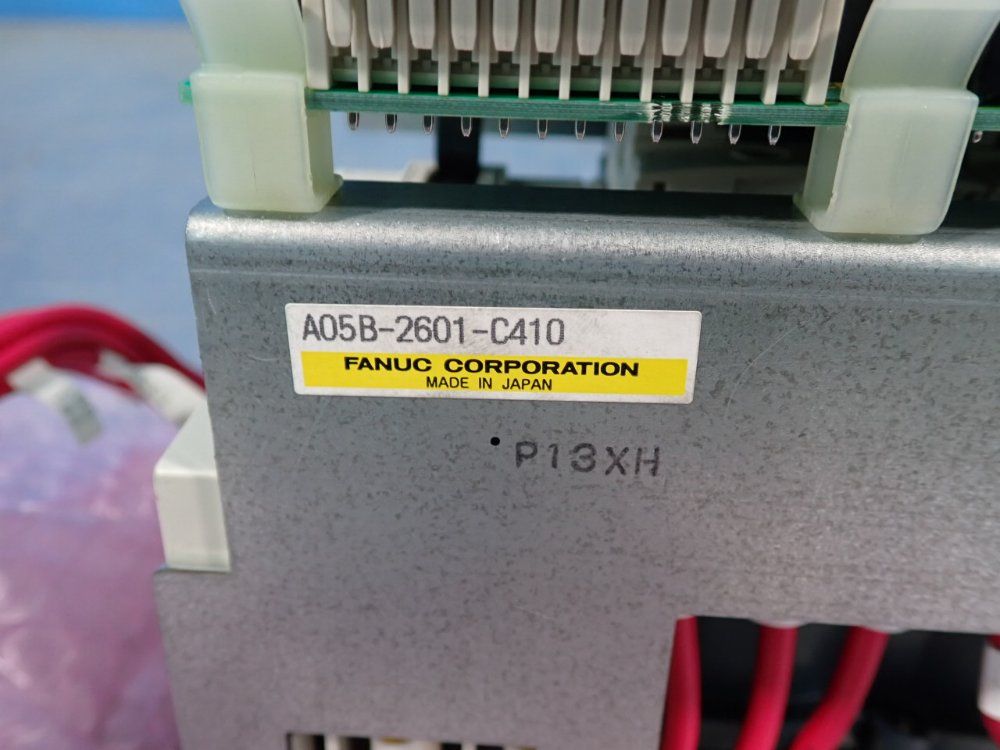 A05B-2601-C410
FANUC CORPORATION
MADE IN JAPAN
P13XH